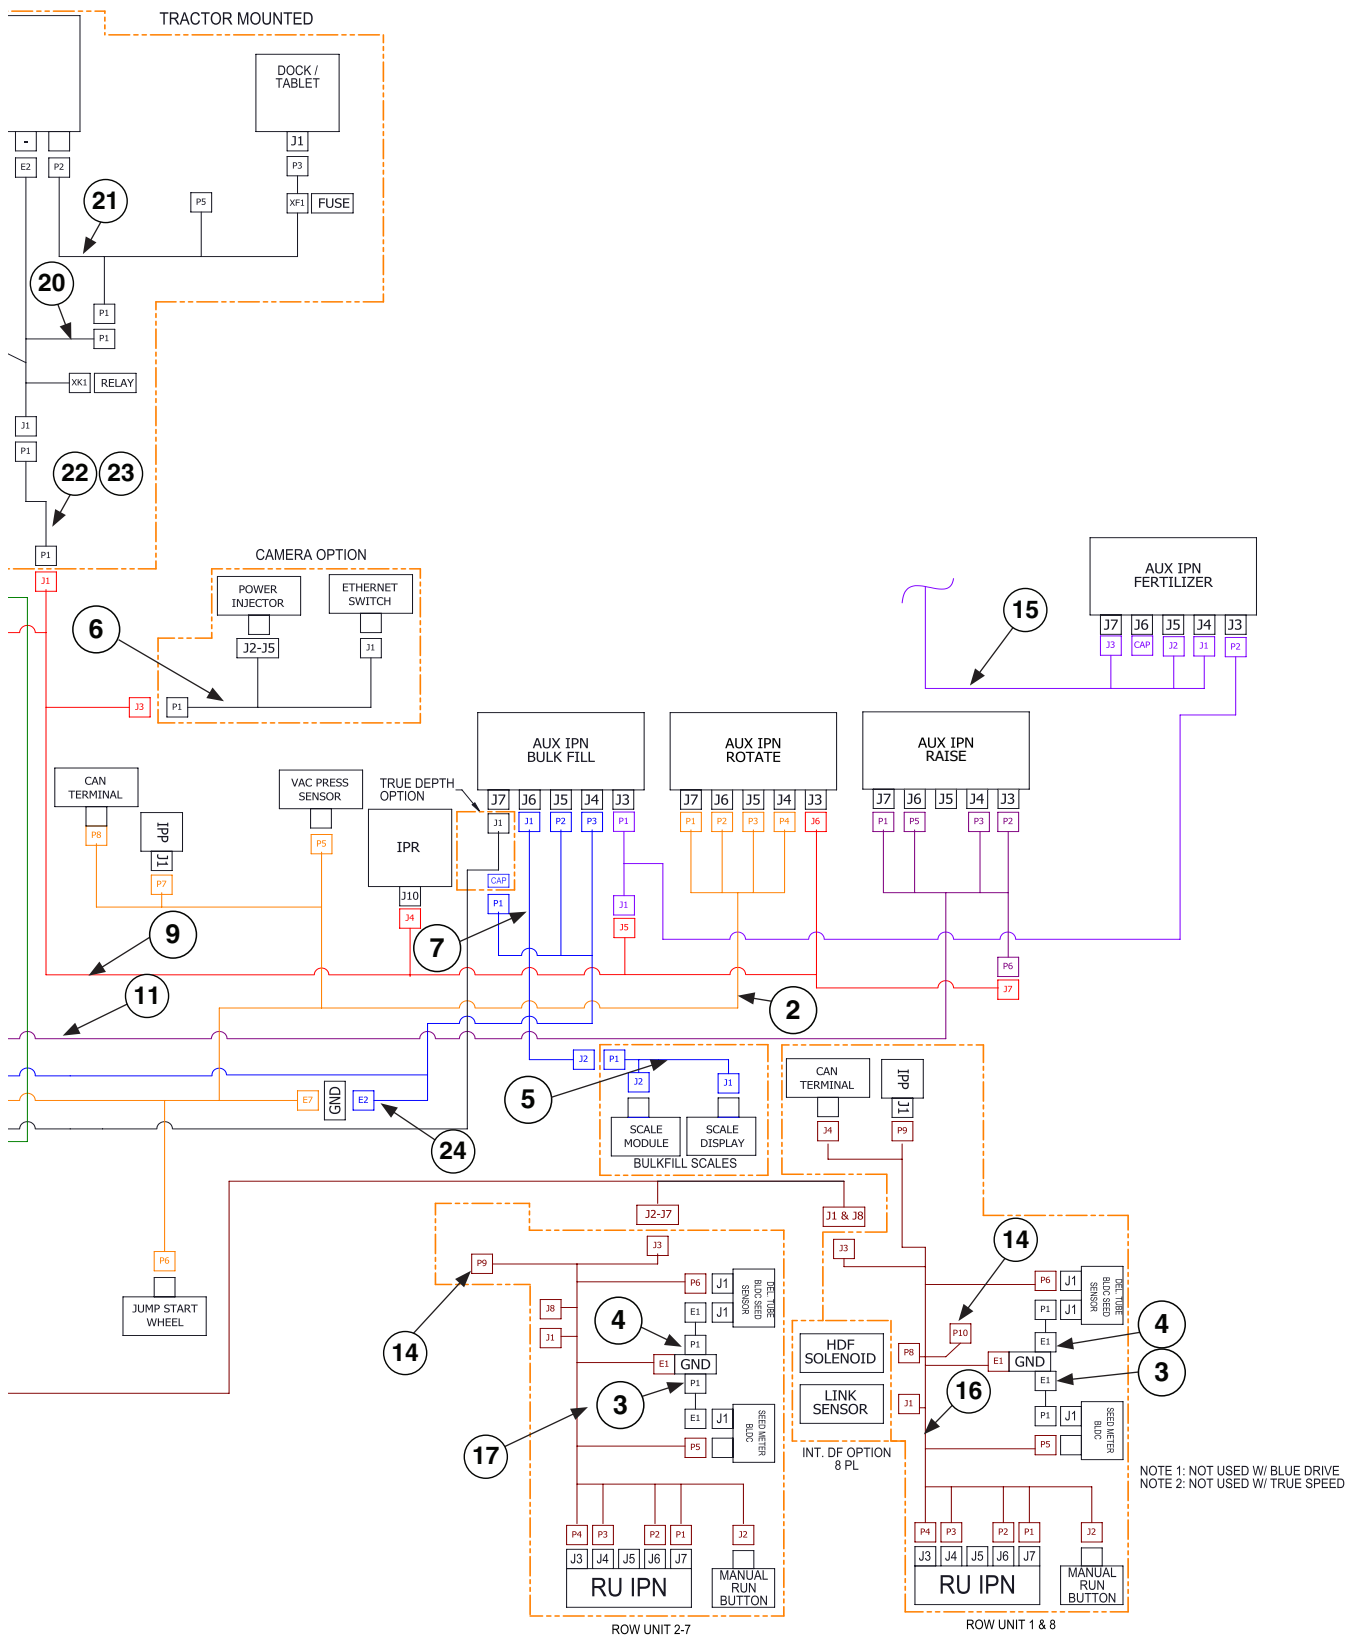 TRACTOR MOUNTED
DOCK /
TABLET
-
J1
E2
P2
P3
21
P5
XF1
FUSE
20
P1
P1
XK1
RELAY
J1
P1
22
23
P1
J1
CAMERA OPTION
POWER
INJECTOR
ETHERNET
SWITCH
6
J2-J5
J1
J3
P1
AUX IPN
FERTILIZER
15
J7
J6
J5
J4
J3
J3
CAP
J2
J1
P2
AUX IPN
BULK FILL
AUX IPN
ROTATE
AUX IPN
RAISE
CAN
TERMINAL
VAC PRESS
SENSOR
TRUE DEPTH
OPTION
J7
J6
J5
J4
J3
J7
J6
J5
J4
J3
J7
J6
J5
J4
J3
J1
J1
P2
P3
P1
P1
P2
P3
P4
J6
P1
P5
P3
P2
P8
IPP
J1
P7
P5
IPR
J10
J4
CAP
P1
J1
J5
9
7
P6
J7
11
2
J2
P1
5
J2
J1
SCALE
MODULE
SCALE
DISPLAY
BULKFILL SCALES
E7
GND
E2
24
CAN
TERMINAL
IPP
J1
J4
P9
J2-J7
J1 & J8
P6
JUMP START
WHEEL
P9
J3
14
J8
J1
P6
J1
DEL. TUBE
BLDC SEED
SENSOR
E1
J1
4
P1
E1
GND
3
P1
E1
J1
SEED METER
BLDC
P5
17
P4
P3
P2
P1
J2
J3
J4
J5
J6
J7
RU IPN
MANUAL
RUN
BUTTON
ROW UNIT 2-7
J3
14
P10
P8
HDF
SOLENOID
LINK
SENSOR
INT. DF OPTION
8 PL
J1
16
P6
J1
DEL. TUBE
BLDC SEED
SENSOR
P1
J1
4
E1
E1
GND
3
E1
P1
J1
SEED METER
BLDC
P5
P4
P3
P2
P1
J2
J3
J4
J5
J6
J7
RU IPN
MANUAL
RUN
BUTTON
ROW UNIT 1 & 8
NOTE 1: NOT USED W/ BLUE DRIVE
NOTE 2: NOT USED W/ TRUE SPEED